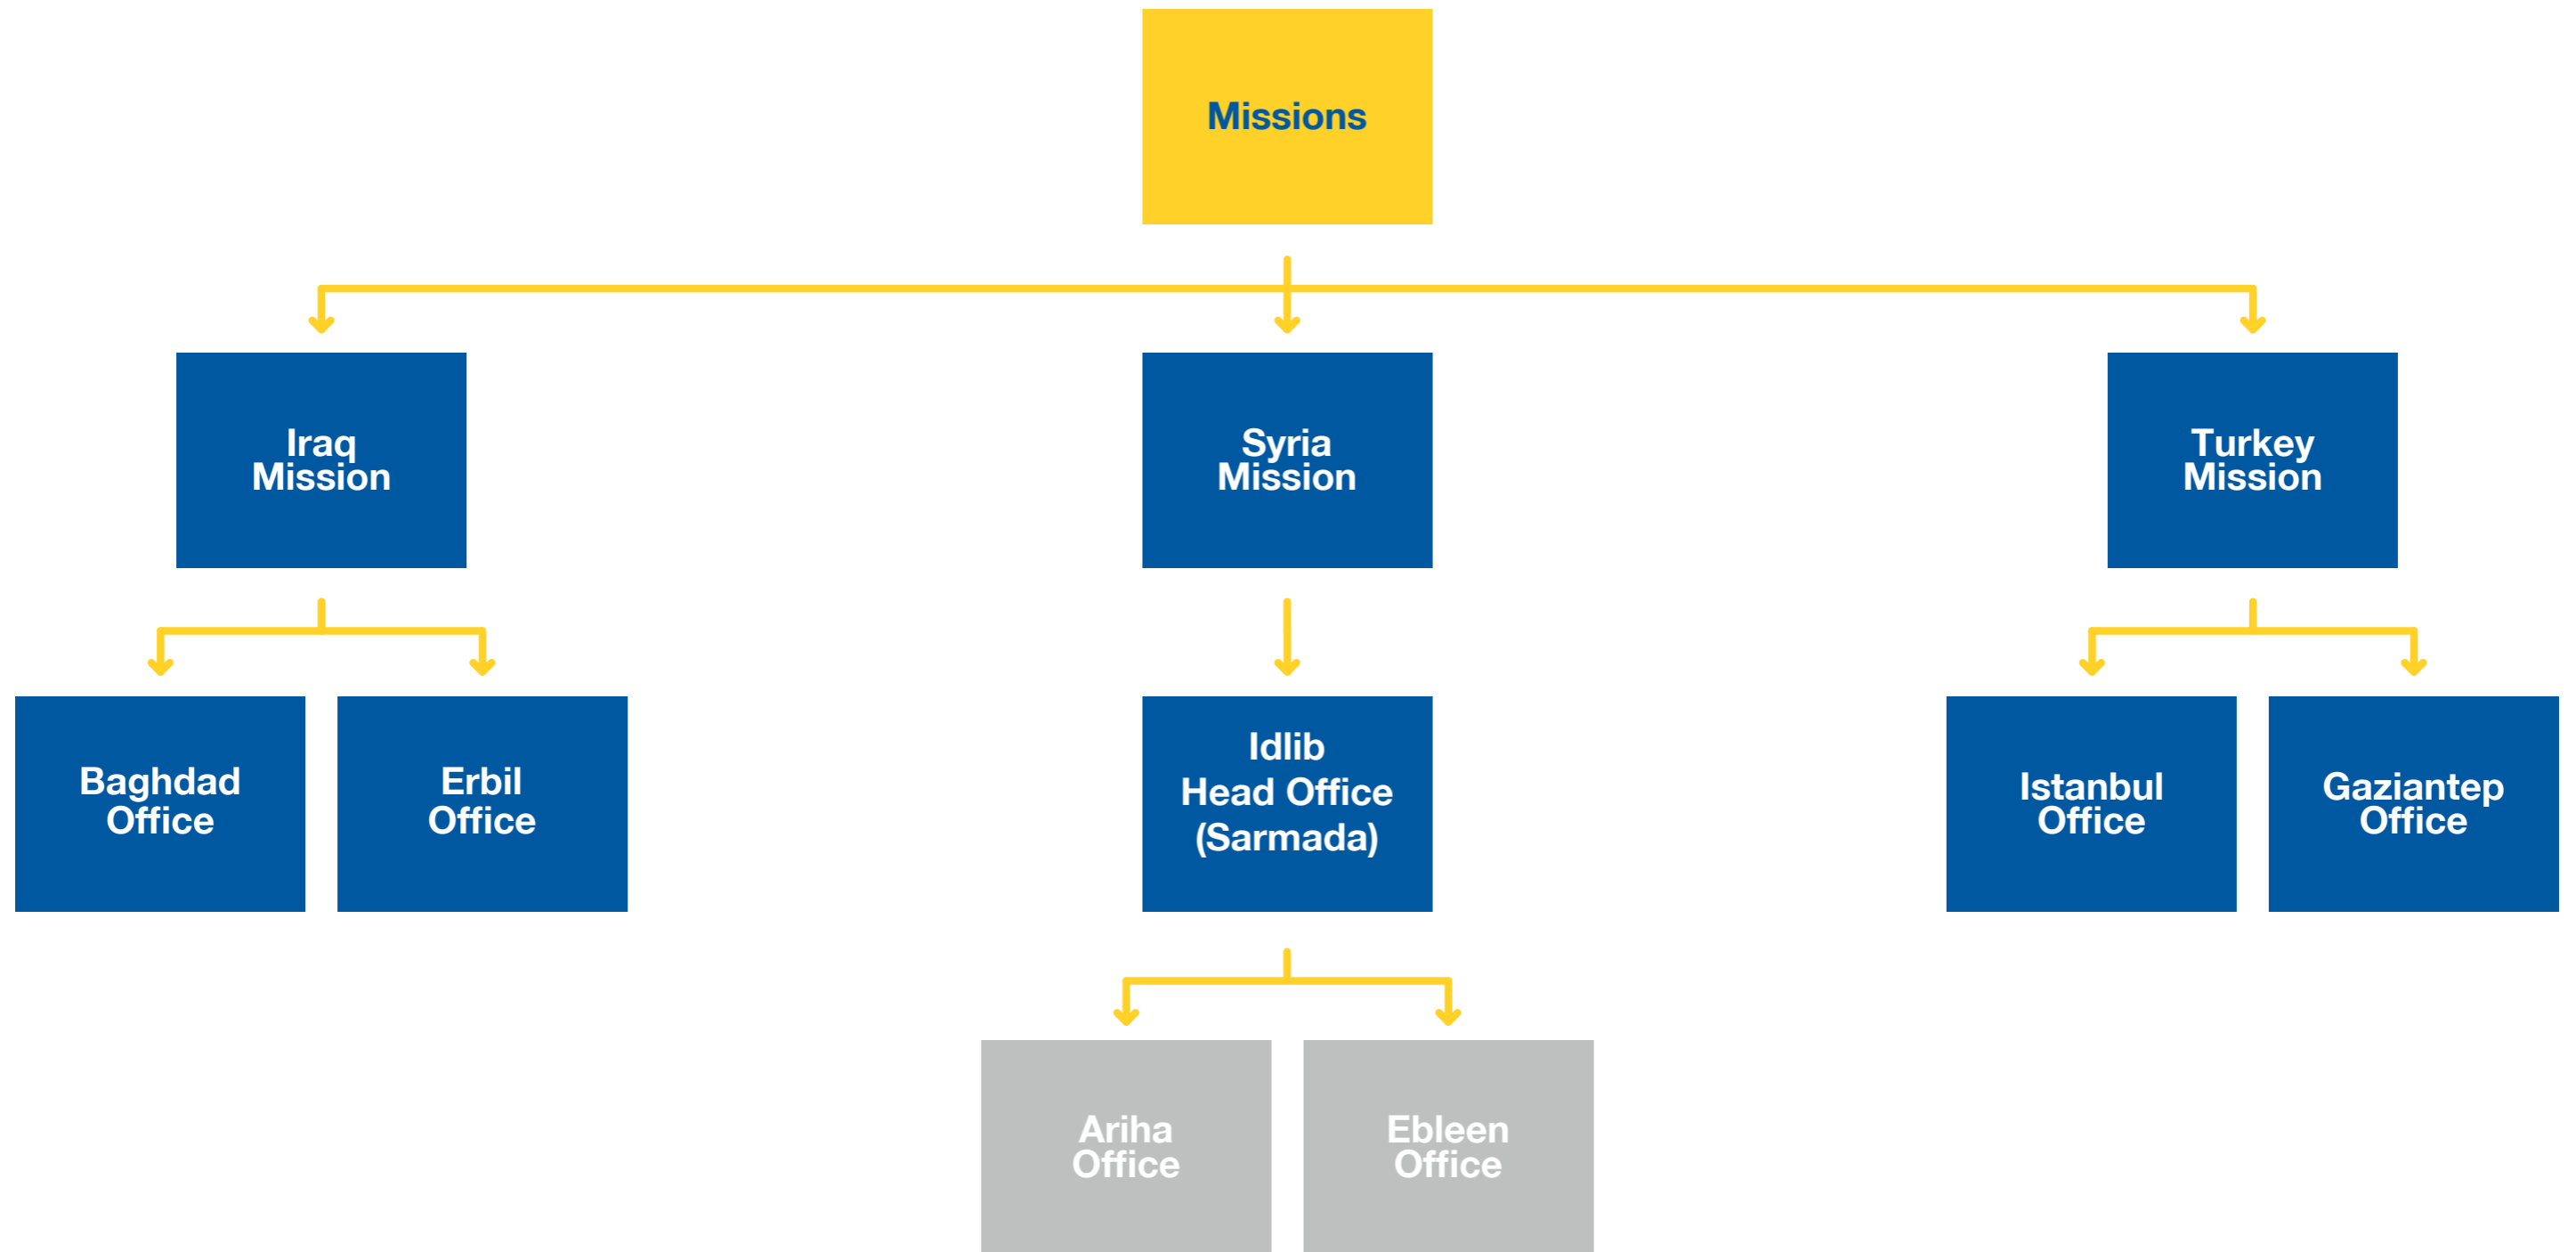 Missions
Iraq
Mission
Syria
Mission
Turkey
Mission
Baghdad
Office
Erbil
Office
Idlib
Head Office
(Sarmada)
Istanbul
Office
Gaziantep
Office
Ariha
Office
Ebleen
Office